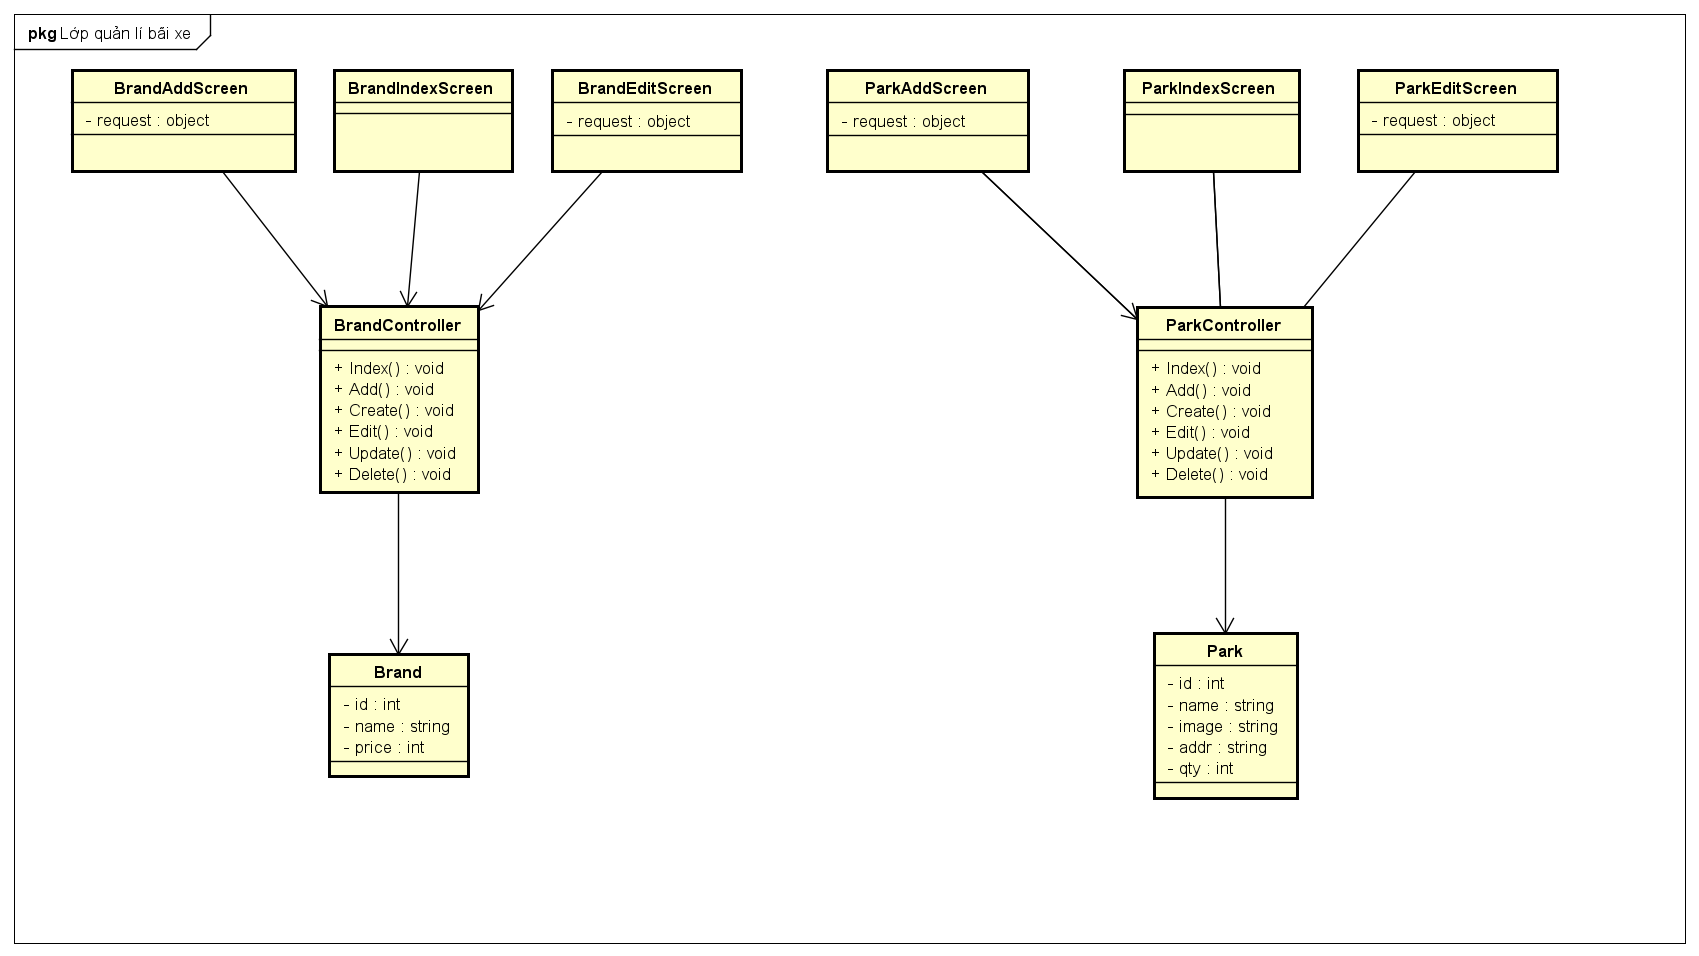 pkg Lớp quản lí bãi xe
BrandAddScreen
- request : object
BrandIndexScreen
BrandEditScreen
- request : object
ParkAddScreen
- request : object
ParkIndexScreen
ParkEditScreen
- request : object
BrandController
+ Index() : void
+ Add() : void
+ Create() : void
+ Edit() : void
+ Update() : void
+ Delete() : void
ParkController
+ Index() : void
+ Add() : void
+ Create() : void
+ Edit() : void
+ Update() : void
+ Delete() : void
Brand
- id : int
- name : string
- price : int
Park
- id : int
- name : string
- image : string
- addr : string
- qty : int